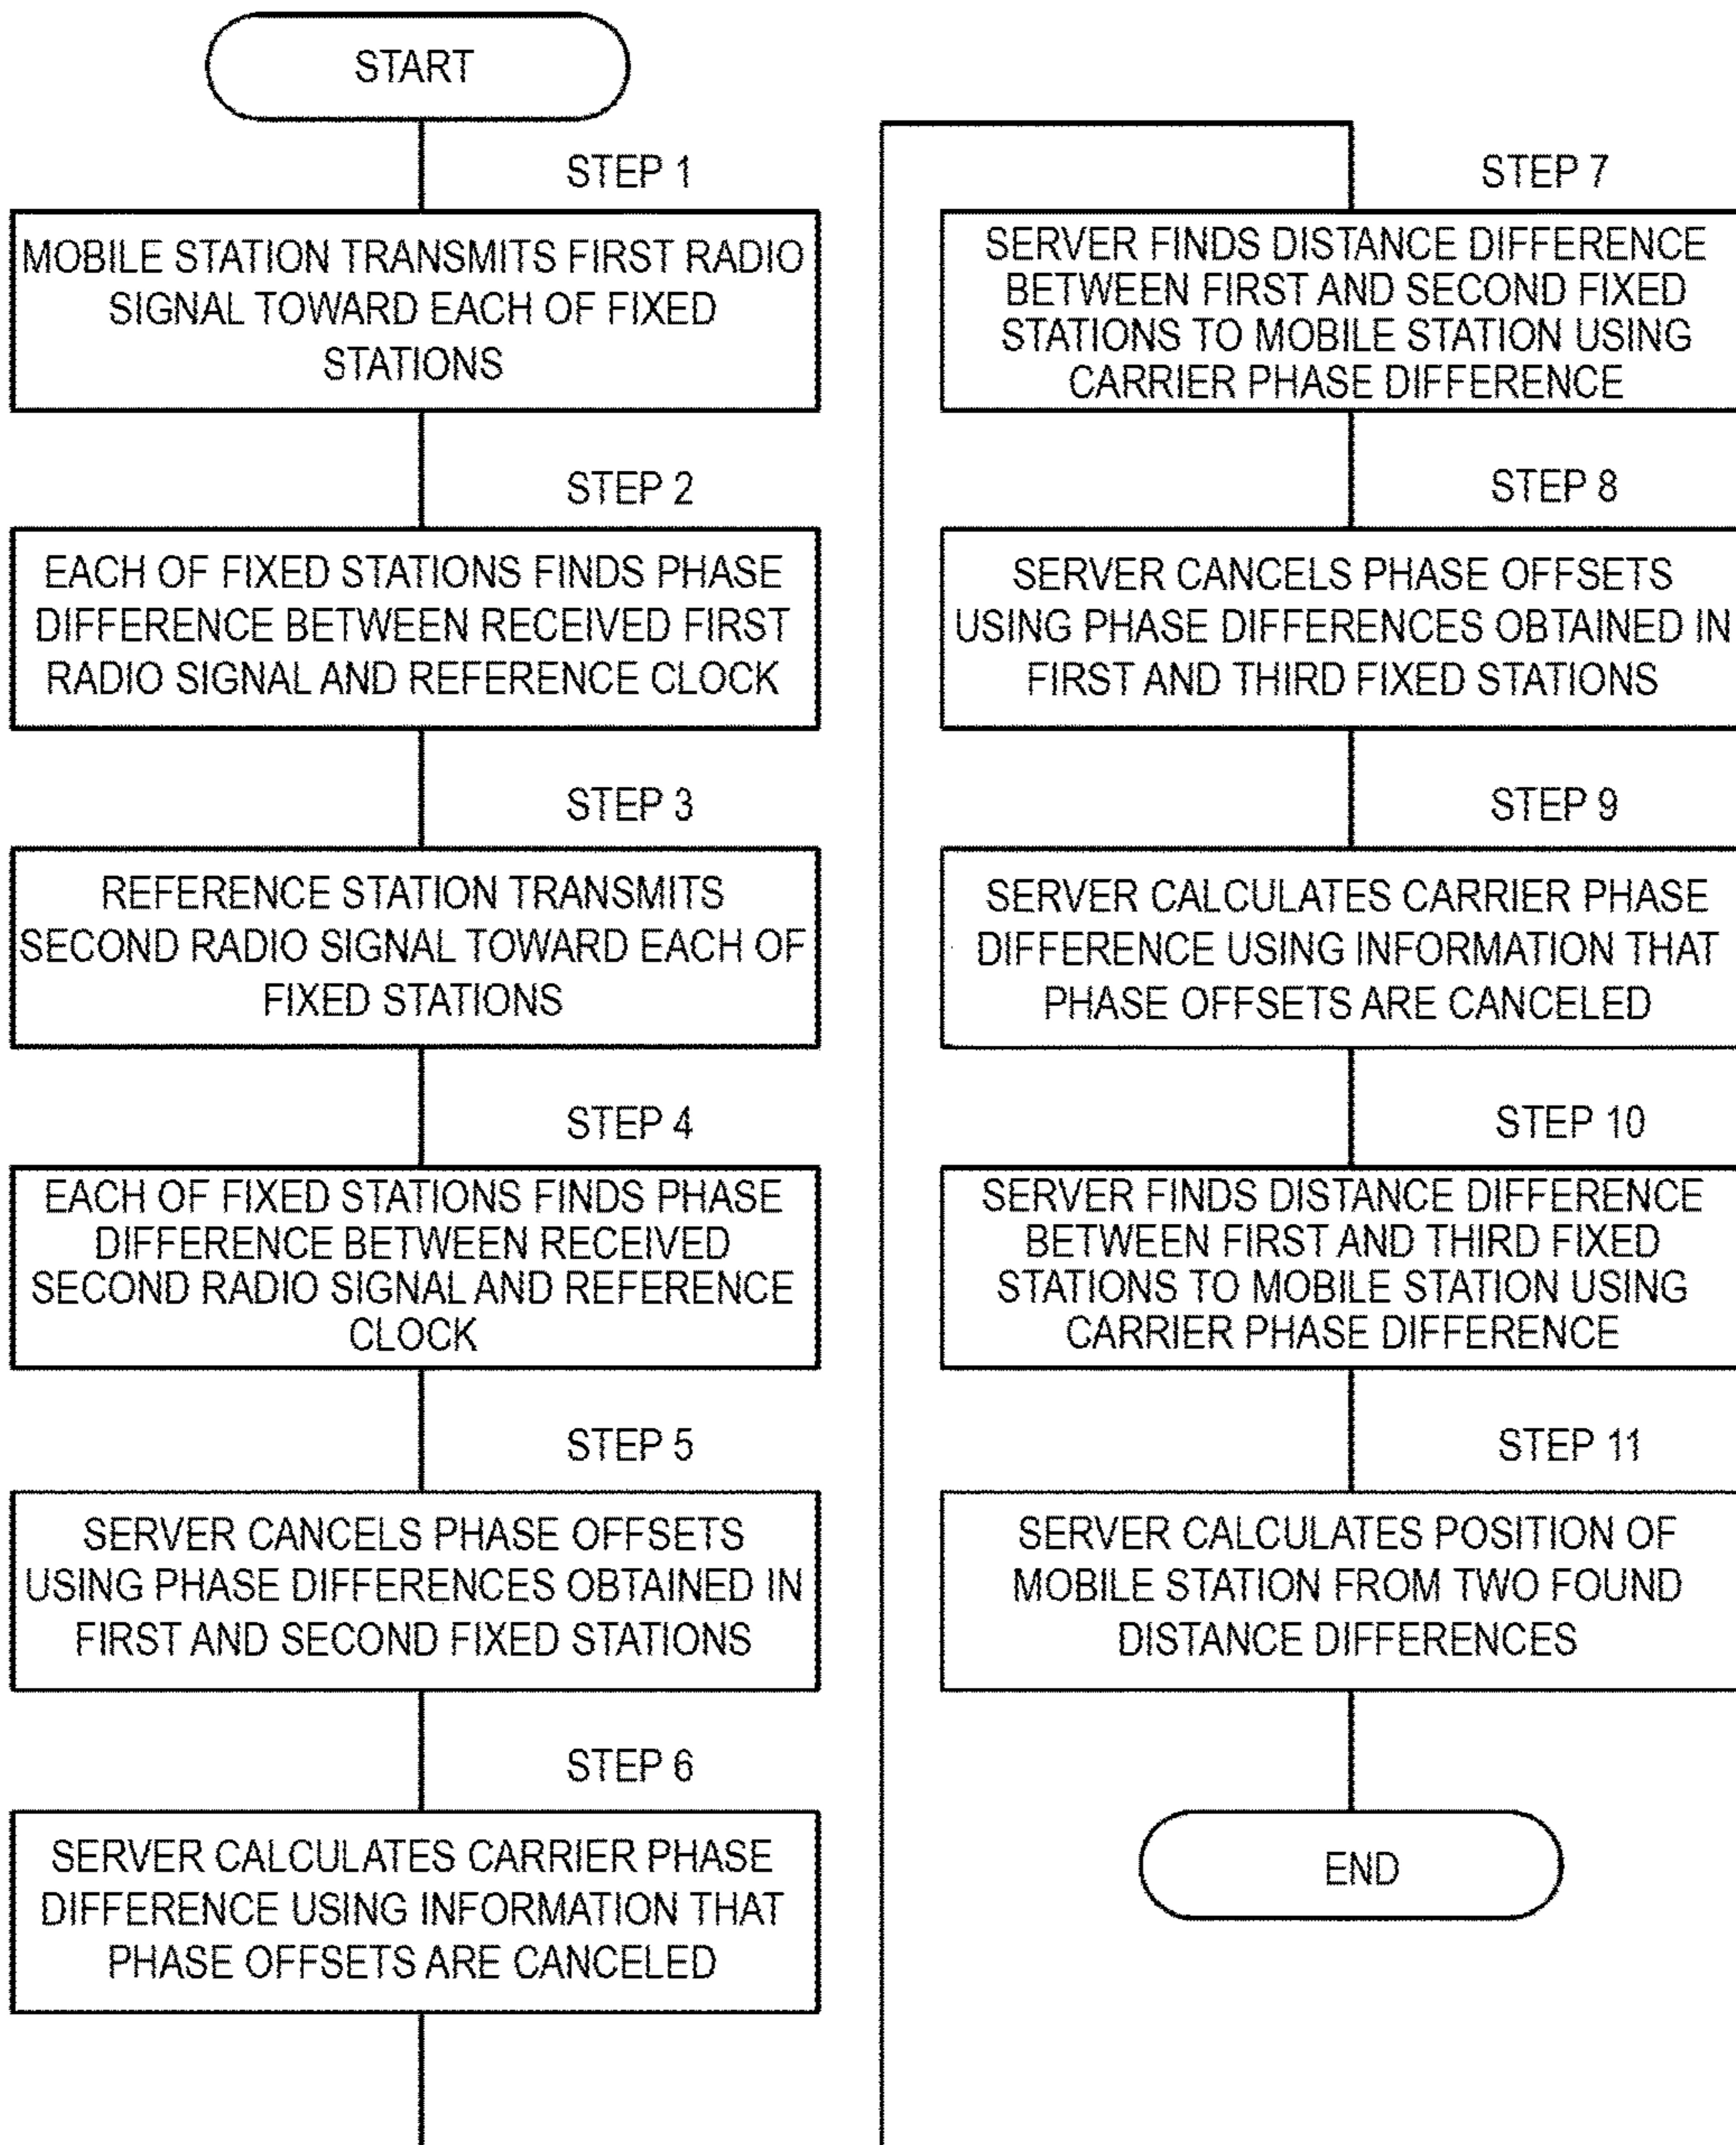 START
STEP 1
MOBILE STATION TRANSMITS FIRST RADIO
SIGNAL TOWARD EACH OF FIXED
STATIONS
STEP 2
EACH OF FIXED STATIONS FINDS PHASE
DIFFERENCE BETWEEN RECEIVED FIRST
RADIO SIGNAL AND REFERENCE CLOCK
STEP 3
REFERENCE STATION TRANSMITS
SECOND RADIO SIGNAL TOWARD EACH OF
FIXED STATIONS
STEP 4
EACH OF FIXED STATIONS FINDS PHASE
DIFFERENCE BETWEEN RECEIVED
SECOND RADIO SIGNAL AND REFERENCE
CLOCK
STEP 5
SERVER CANCELS PHASE OFFSETS
USING PHASE DIFFERENCES OBTAINED IN
FIRST AND SECOND FIXED STATIONS
STEP 6
SERVER CALCULATES CARRIER PHASE
DIFFERENCE USING INFORMATION THAT
PHASE OFFSETS ARE CANCELED
STEP 7
SERVER FINDS DISTANCE DIFFERENCE
BETWEEN FIRST AND SECOND FIXED
STATIONS TO MOBILE STATION USING
CARRIER PHASE DIFFERENCE
STEP 8
SERVER CANCELS PHASE OFFSETS
USING PHASE DIFFERENCES OBTAINED IN
FIRST AND THIRD FIXED STATIONS
STEP 9
SERVER CALCULATES CARRIER PHASE
DIFFERENCE USING INFORMATION THAT
PHASE OFFSETS ARE CANCELED
STEP 10
SERVER FINDS DISTANCE DIFFERENCE
BETWEEN FIRST AND THIRD FIXED
STATIONS TO MOBILE STATION USING
CARRIER PHASE DIFFERENCE
STEP 11
SERVER CALCULATES POSITION OF
MOBILE STATION FROM TWO FOUND
DISTANCE DIFFERENCES
END